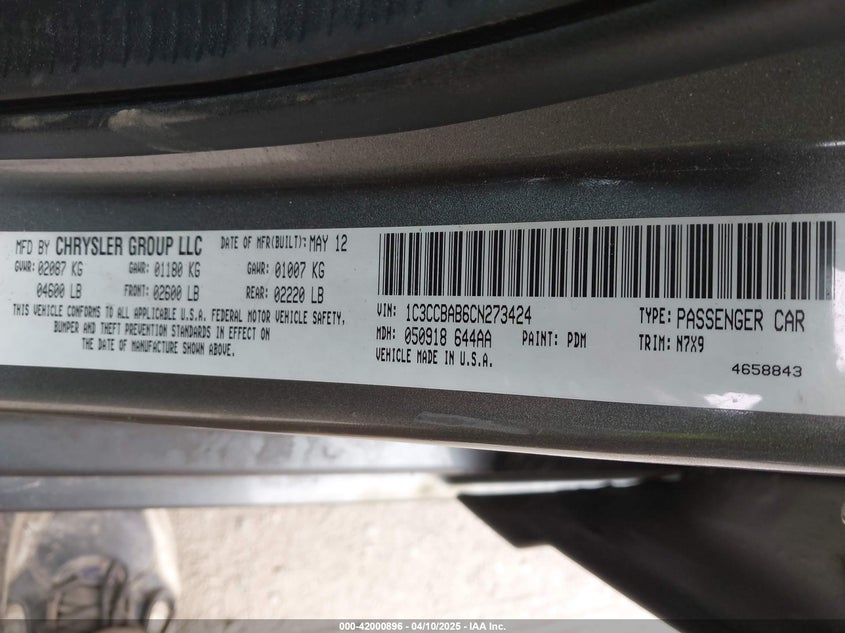 MFD BY CHRYSLER GROUP LLC DATE OF MFR(BUILT): MAY 12
GVWR: 02087 KG GAWR: 01180 KG GAWR: 01007 KG
04600 LB FRONT: 02600 LB REAR: 02220 LB
THIS VEHICLE CONFORMS TO ALL APPLICABLE U.S.A. FEDERAL MOTOR VEHICLE SAFETY,
BUMPER AND THEFT PREVENTION STANDARDS IN EFFECT ON
THE DATE OF MANUFACTURE SHOWN ABOVE.
VIN: 1C3CCBAB6CN273424 TYPE: PASSENGER CAR
MDH: 050918 644AA PAINT: PDM TRIM: N7X9
VEHICLE MADE IN U.S.A.
4658843
000-42000896 - 04/10/2025 - IAA Inc.